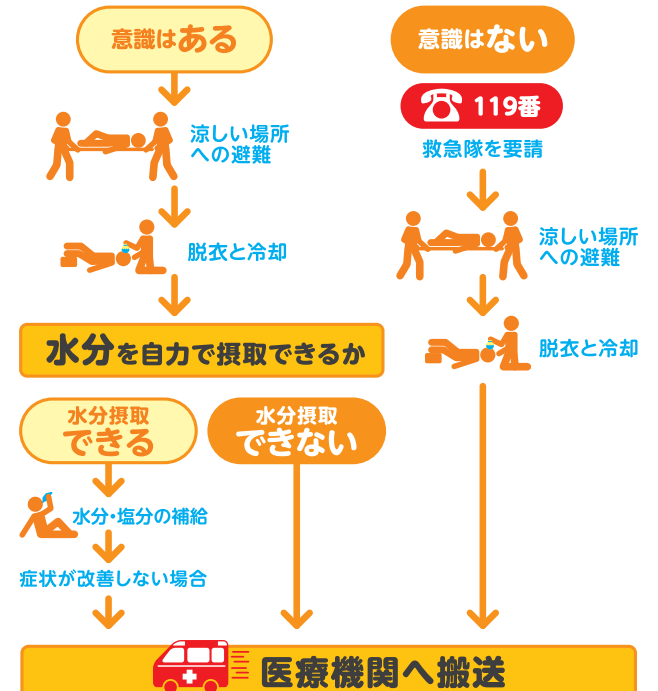 意識はある
涼しい場所
への避難
脱衣と冷却
水分を自力で摂取できるか
水分摂取
できる
水分・塩分の補給
症状が改善しない場合
水分摂取
できない
意識はない
119番
救急隊を要請
涼しい場所
への避難
脱衣と冷却
医療機関へ搬送